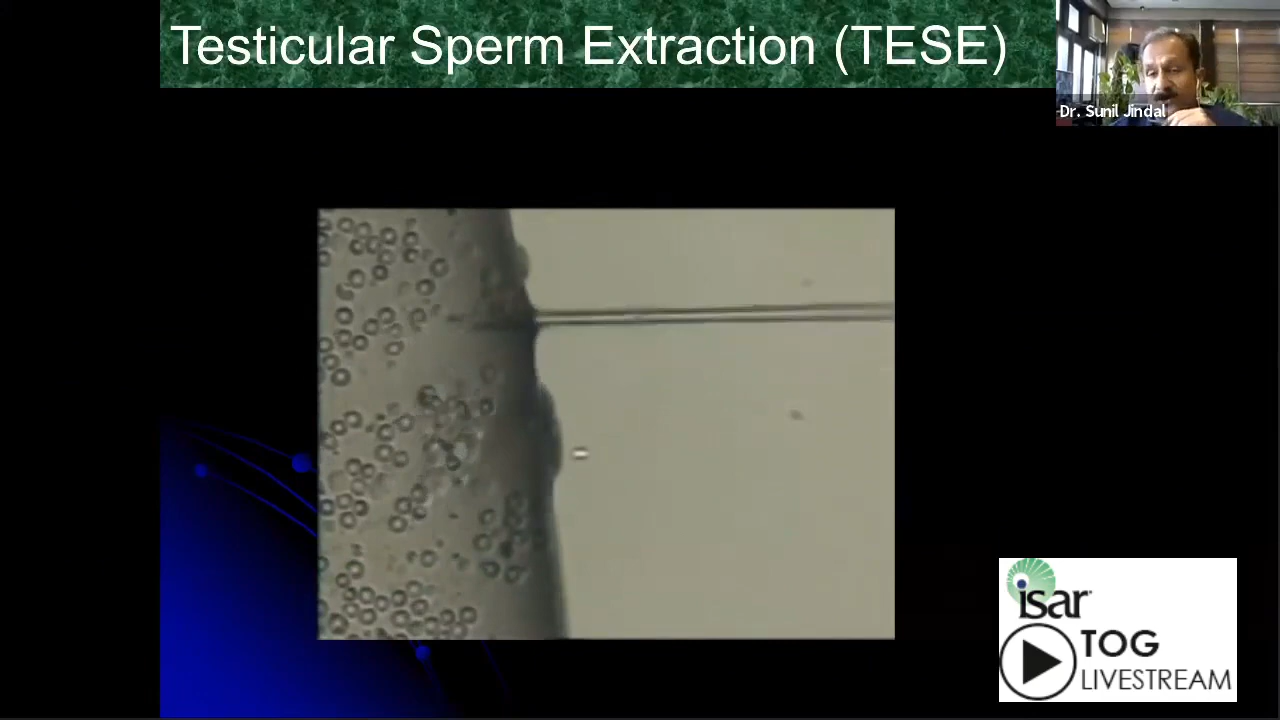 Testicular Sperm Extraction (TESE)
Dr. Sunil Jindal
isar
TOG
LIVESTREAM